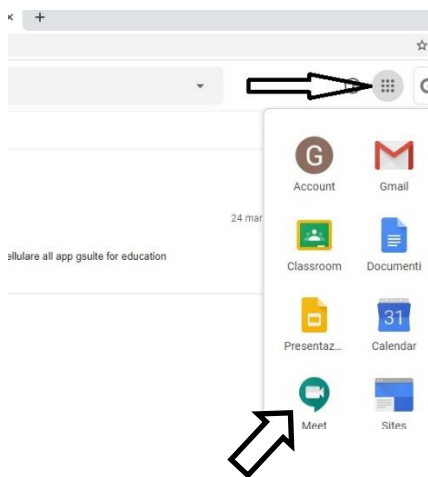 G
Account
Gmail
24 mar
ellulare all app gsuite for education
Classroom
Documenti
31
Presentaz...
Calendar
Meet
Sites